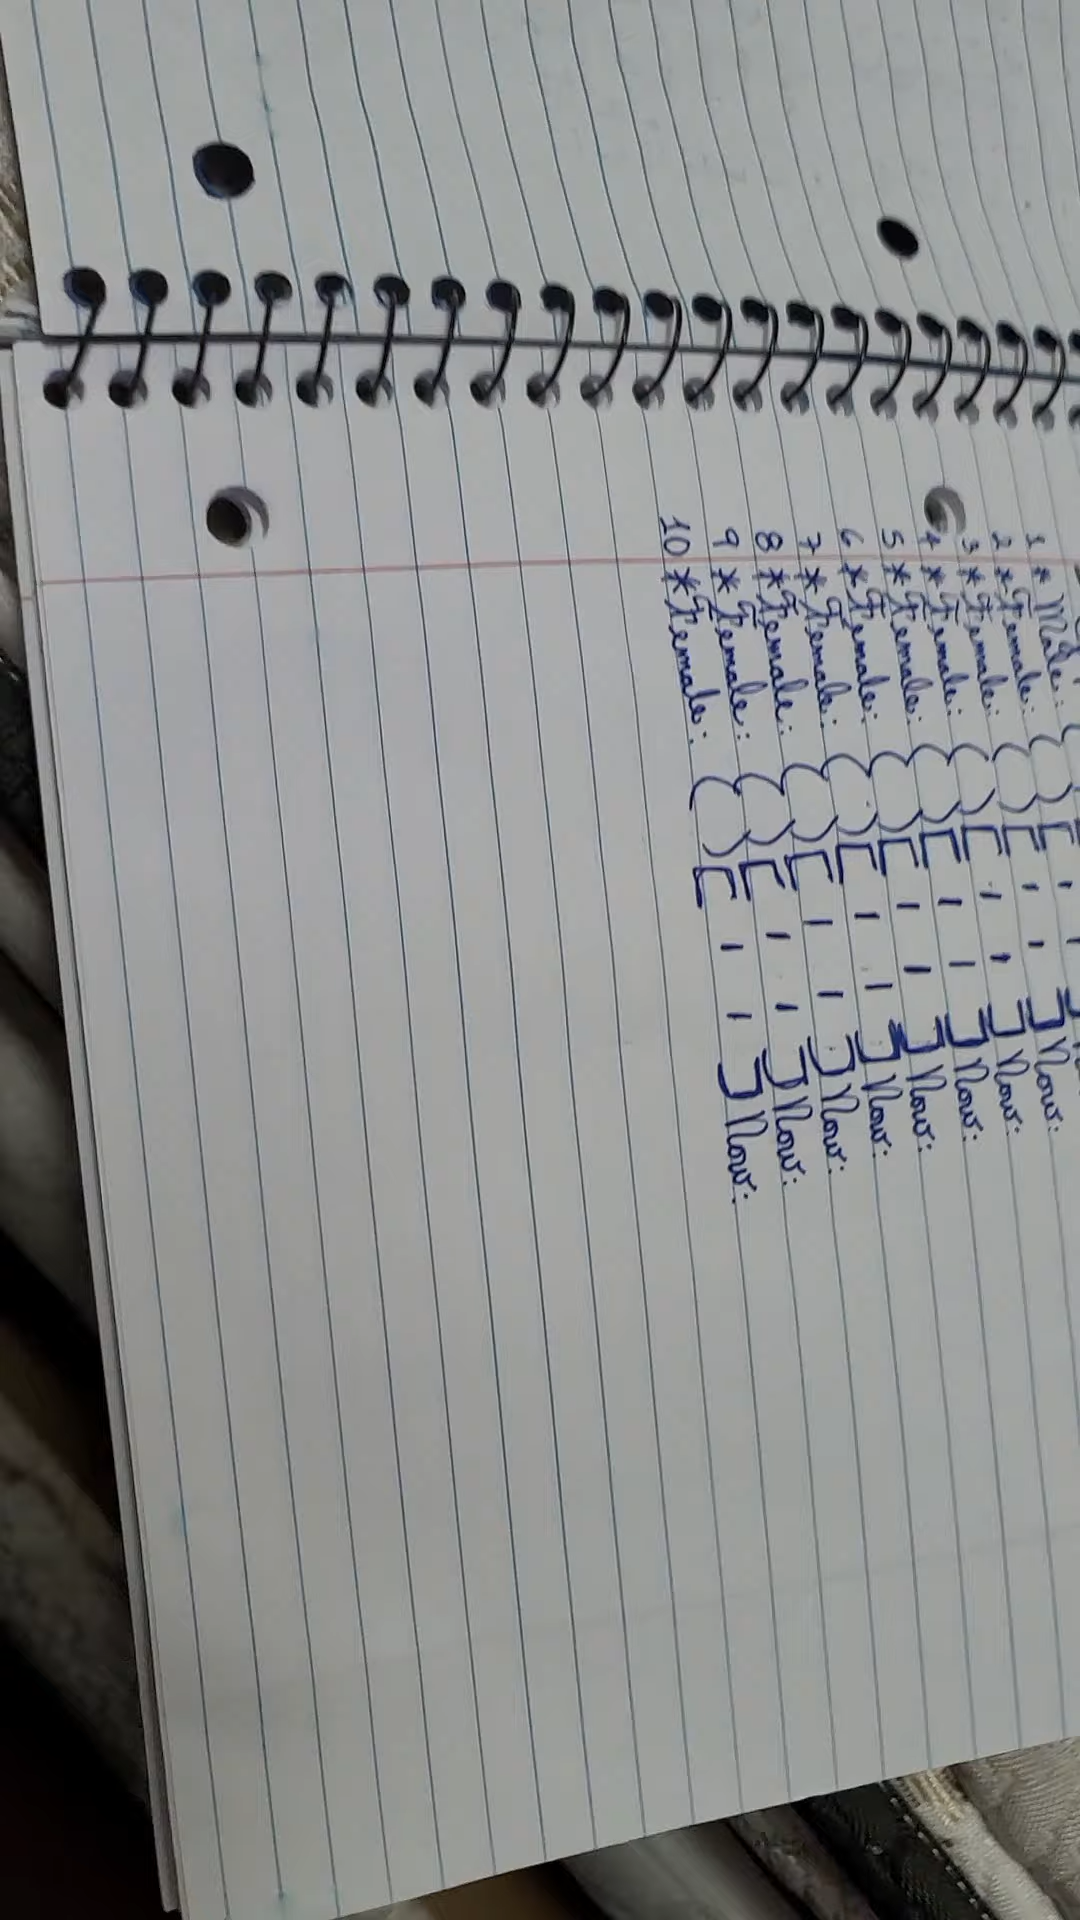 1 * Male: ( ) [ - - ] Now:
2 * Female: ( ) [ - - ] Now:
3 * Female: ( ) [ - - ] Now:
4 * Female: ( ) [ - - ] Now:
5 * Female: ( ) [ - - ] Now:
6 * Female: ( ) [ - - ] Now:
7 * Female: ( ) [ - - ] Now:
8 * Female: ( ) [ - - ] Now:
9 * Female: ( ) [ - - ] Now:
10 * Female: ( ) [ - - ] Now: